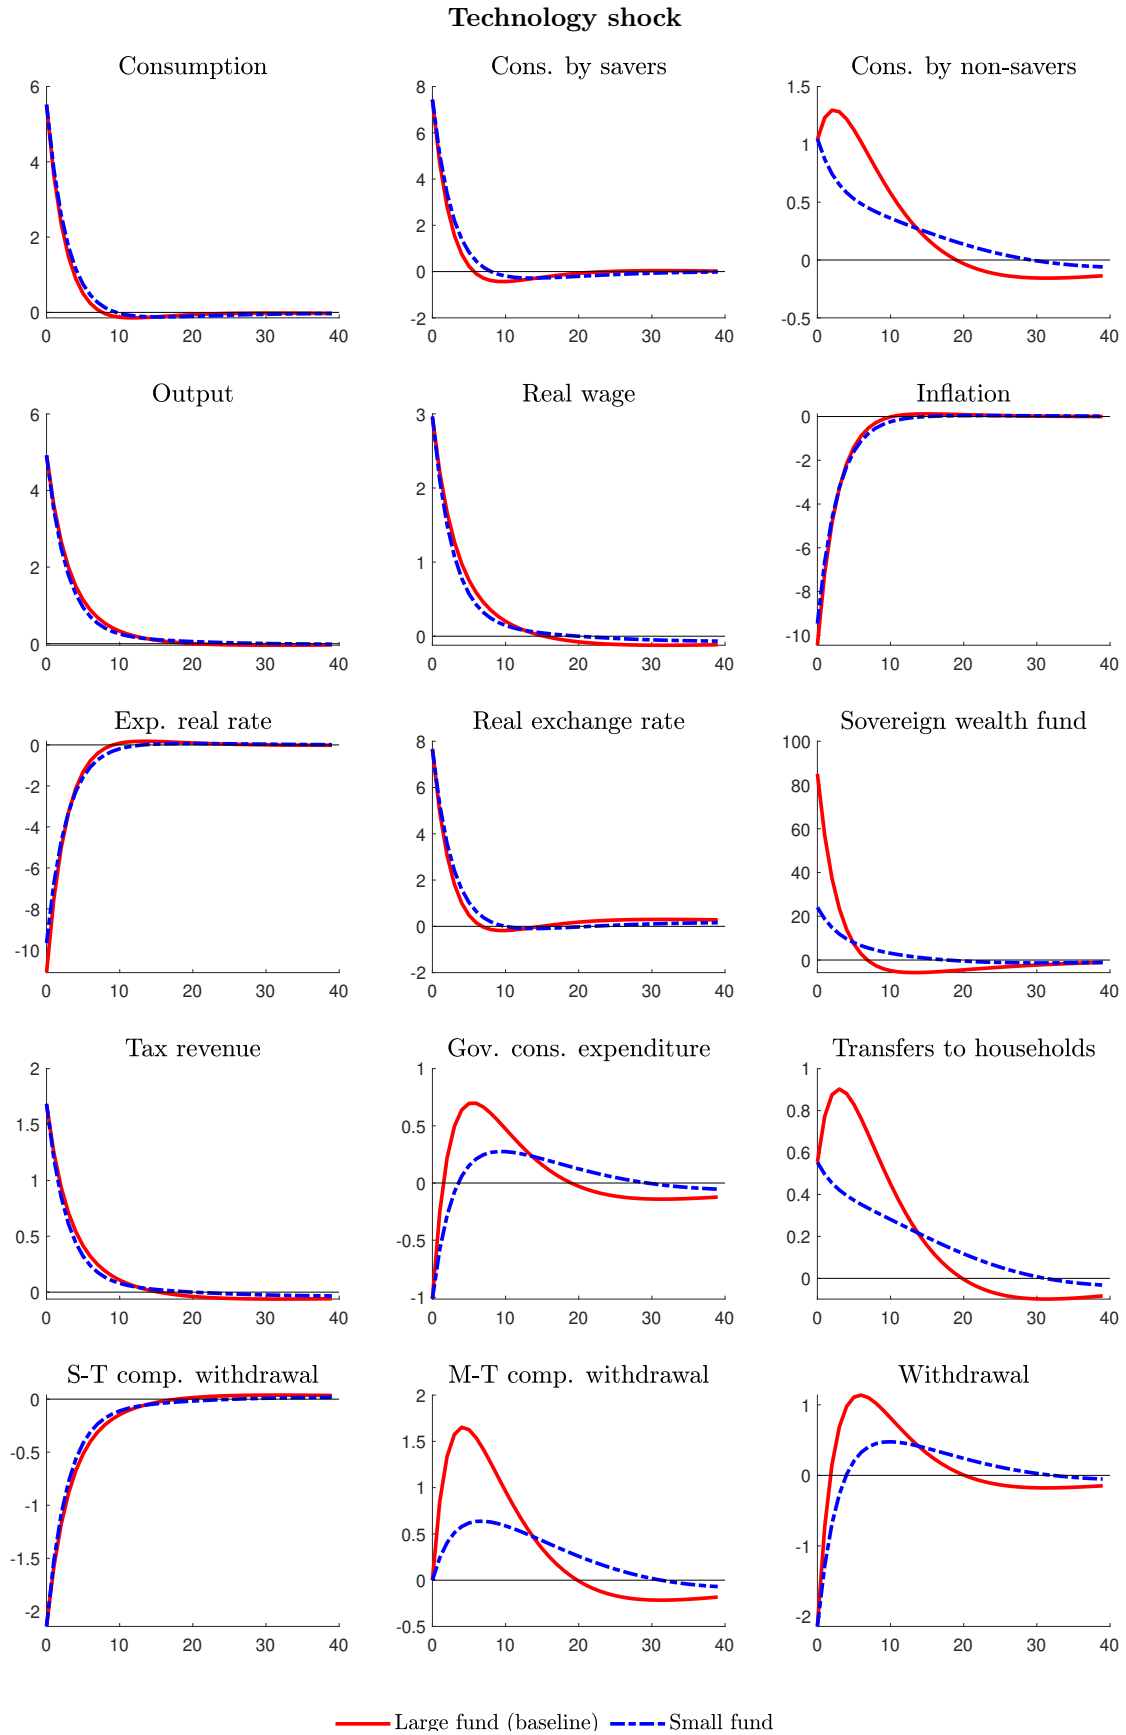 Technology shock
Consumption
Cons. by savers
Cons. by non-savers
6
4
2
0
0 10 20 30 40
8
6
4
2
0
-2
0 10 20 30 40
1.5
1
0.5
0
-0.5
0 10 20 30 40
Output
Real wage
Inflation
6
4
2
0
0 10 20 30 40
3
2
1
0
0 10 20 30 40
0
-2
-4
-6
-8
-10
0 10 20 30 40
Exp. real rate
Real exchange rate
Sovereign wealth fund
0
-2
-4
-6
-8
-10
0 10 20 30 40
8
6
4
2
0
-2
0 10 20 30 40
100
80
60
40
20
0
0 10 20 30 40
Tax revenue
Gov. cons. expenditure
Transfers to households
2
1.5
1
0.5
0
0 10 20 30 40
1
0.5
0
-0.5
-1
0 10 20 30 40
1
0.8
0.6
0.4
0.2
0
0 10 20 30 40
S-T comp. withdrawal
M-T comp. withdrawal
Withdrawal
0
-0.5
-1
-1.5
-2
0 10 20 30 40
2
1.5
1
0.5
0
-0.5
0 10 20 30 40
1
0
-1
-2
0 10 20 30 40
Large fund (baseline) Small fund